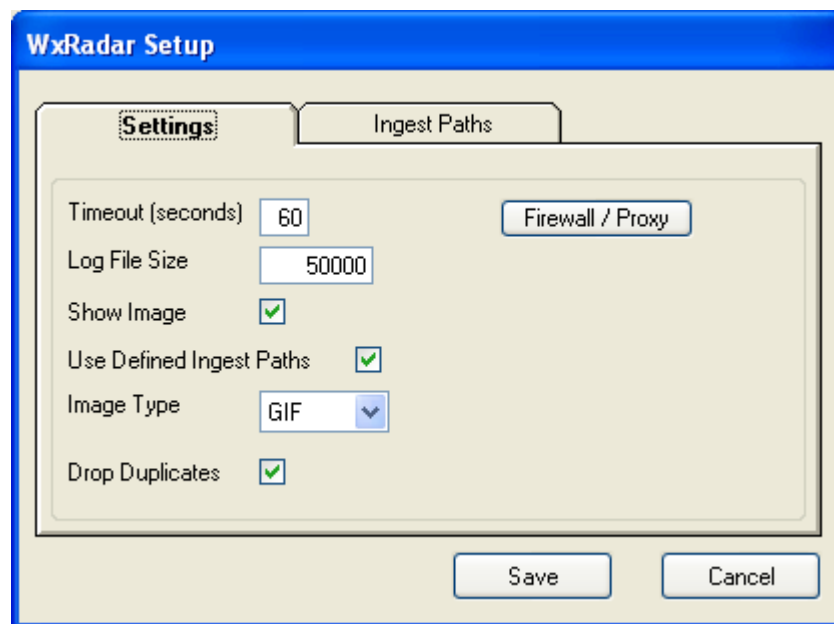 WxRadar Setup
Settings
Ingest Paths
Timeout (seconds) 60
Firewall / Proxy
Log File Size 50000
Show Image
Use Defined Ingest Paths
Image Type GIF
Drop Duplicates
Save
Cancel